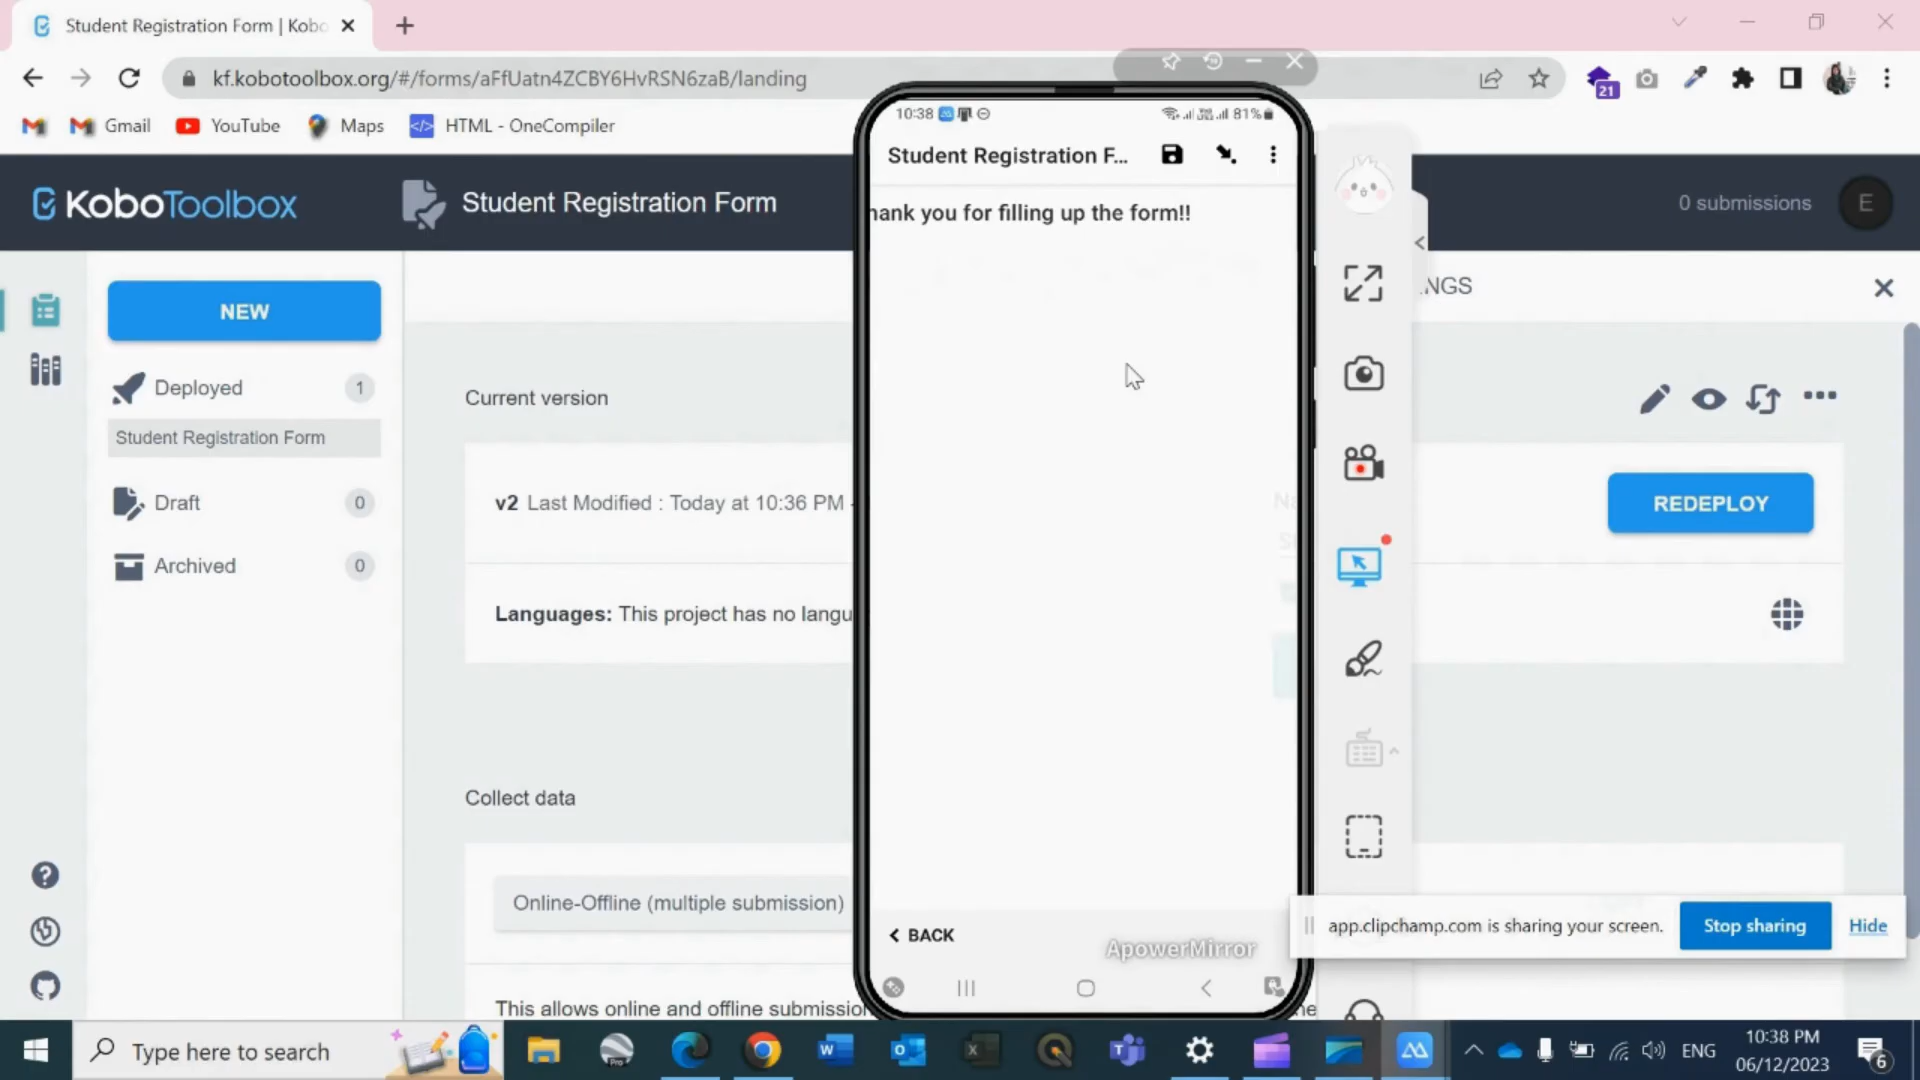 Student Registration Form | Kobo
kf.kobotoolbox.org/#/forms/aFfUatn4ZCBY6HvRSN6zaB/landing
21
Gmail
YouTube
Maps
HTML - OneCompiler
KoboToolbox
Student Registration Form
0 submissions
E
NEW
Deployed
1
Student Registration Form
Draft
0
Archived
0
NGS
Current version
v2 Last Modified : Today at 10:36 PM
REDEPLOY
Languages: This project has no langu
Collect data
Online-Offline (multiple submission)
This allows online and offline submission
10:38
81%
Student Registration F...
hank you for filling up the form!!
BACK
ApowerMirror
app.clipchamp.com is sharing your screen.
Stop sharing
Hide
Type here to search
ENG
10:38 PM
06/12/2023
6